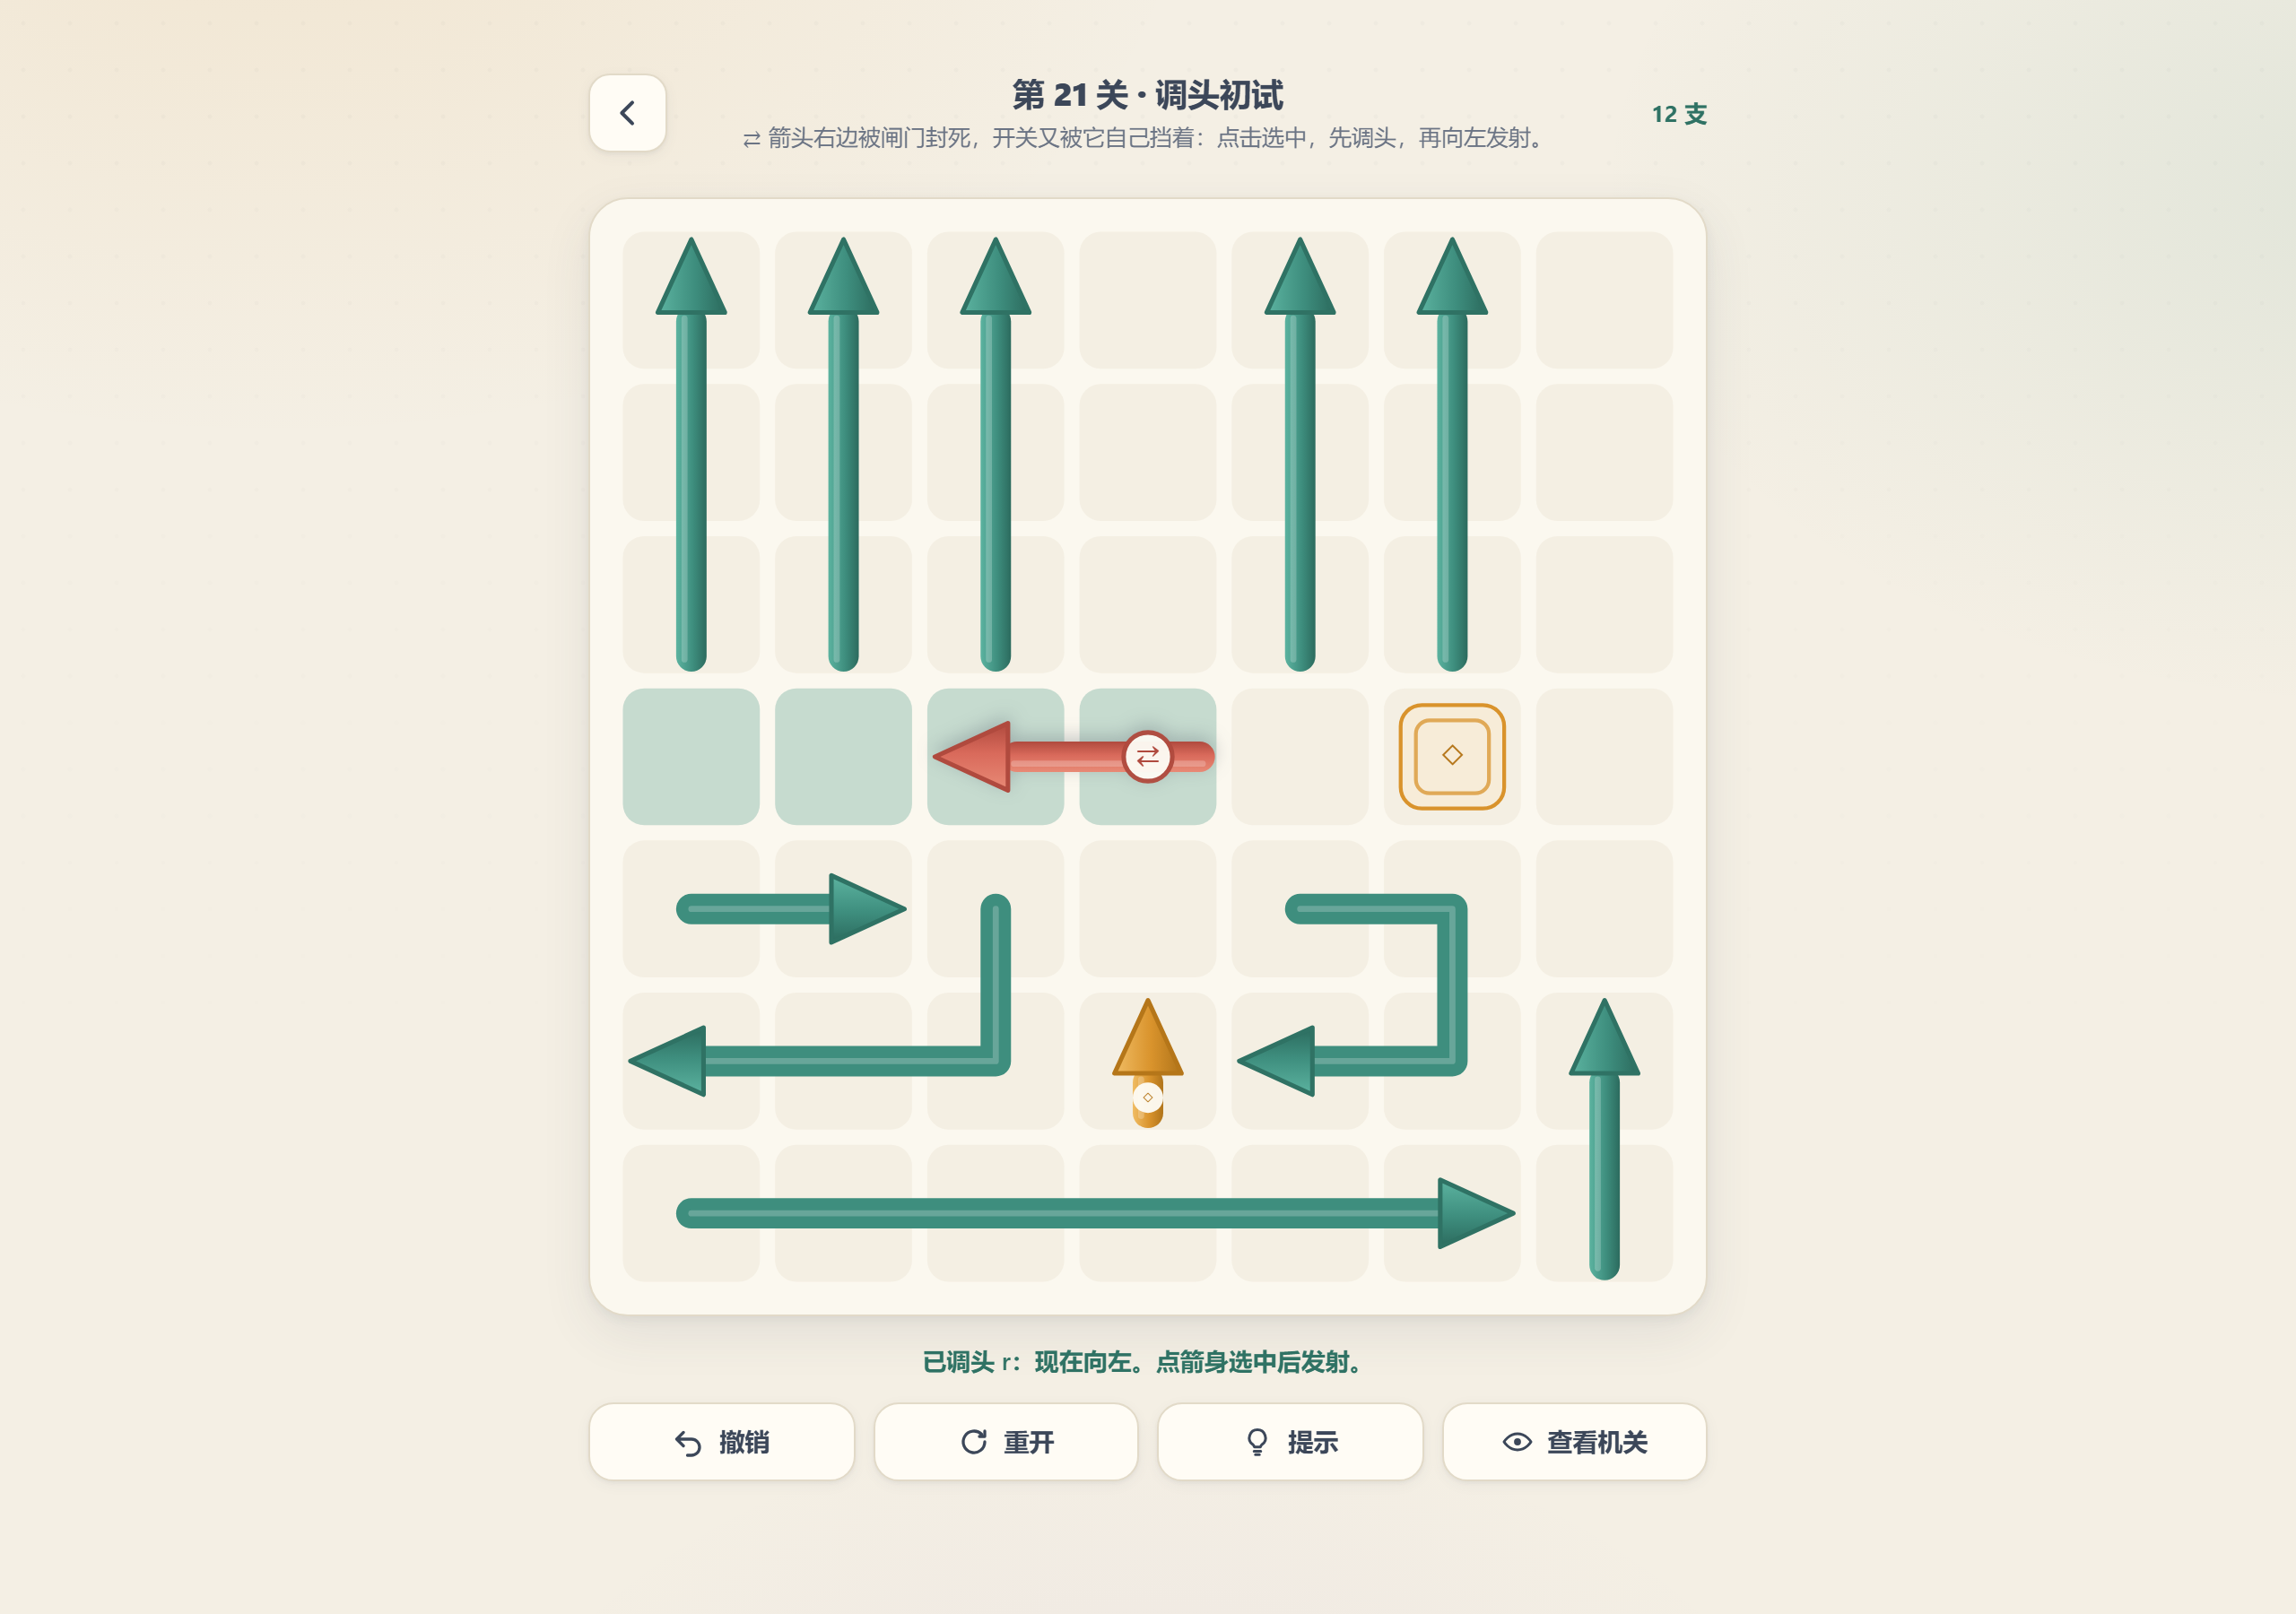 第 21 关 · 调头初试
⇄ 箭头右边被闸门封死，开关又被它自己挡着：点击选中，先调头，再向左发射。
12 支
已调头 r：现在向左。点箭身选中后发射。
撤销
重开
提示
查看机关